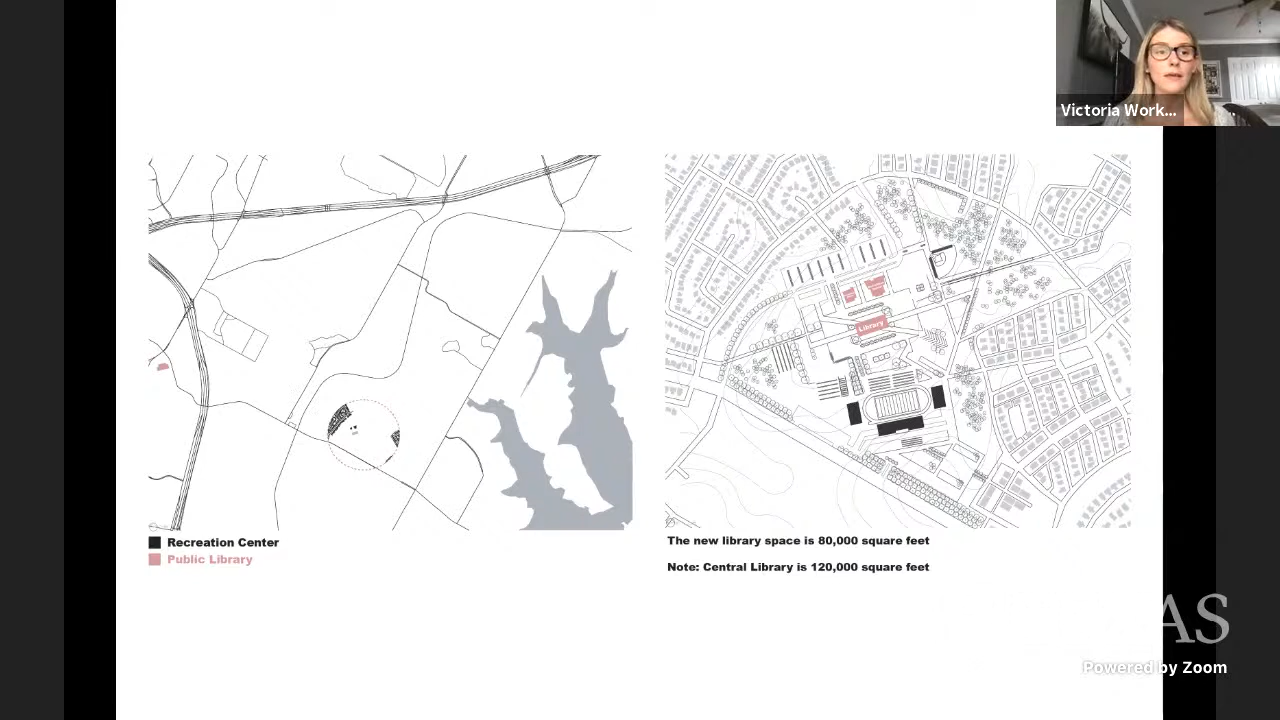 Victoria Work...
Library
Recreation Center
Public Library
The new library space is 80,000 square feet
Note: Central Library is 120,000 square feet
AS
Powered by Zoom